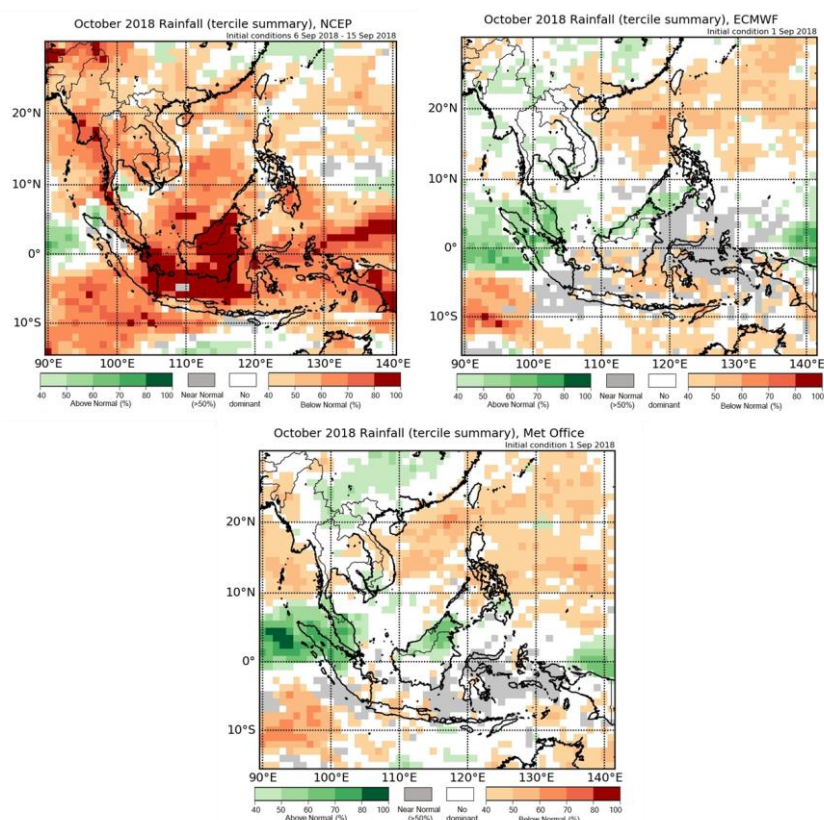 October 2018 Rainfall (tercile summary), NCEP
Initial conditions 6 Sep 2018 - 15 Sep 2018
20°N
10°N
0°
10°S
90°E 100°E 110°E 120°E 130°E 140°E
40 50 60 70 80 100 40 50 60 70 80 100
Above Normal (%) Near Normal (>50%) No dominant Below Normal (%)
October 2018 Rainfall (tercile summary), ECMWF
Initial condition 1 Sep 2018
20°N
10°N
0°
10°S
90°E 100°E 110°E 120°E 130°E 140°E
40 50 60 70 80 100 40 50 60 70 80 100
Above Normal (%) Near Normal (>50%) No dominant Below Normal (%)
October 2018 Rainfall (tercile summary), Met Office
Initial condition 1 Sep 2018
20°N
10°N
0°
10°S
90°E 100°E 110°E 120°E 130°E 140°E
40 50 60 70 80 100 40 50 60 70 80 100
Above Normal (%) Near Normal (>50%) No dominant Below Normal (%)